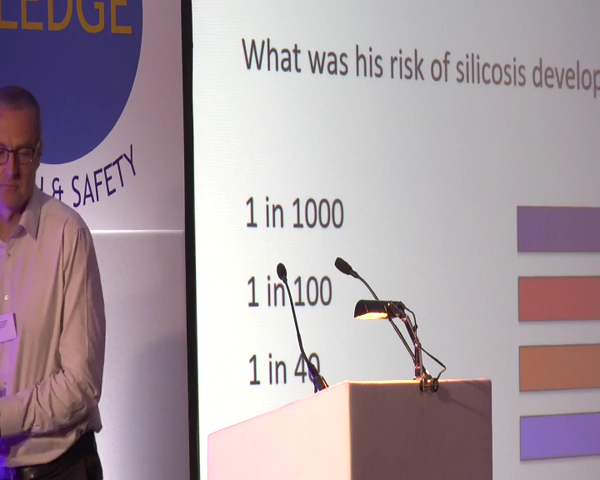 LEDGE
& SAFETY
What was his risk of silicosis develop
1 in 1000
1 in 100
1 in 40